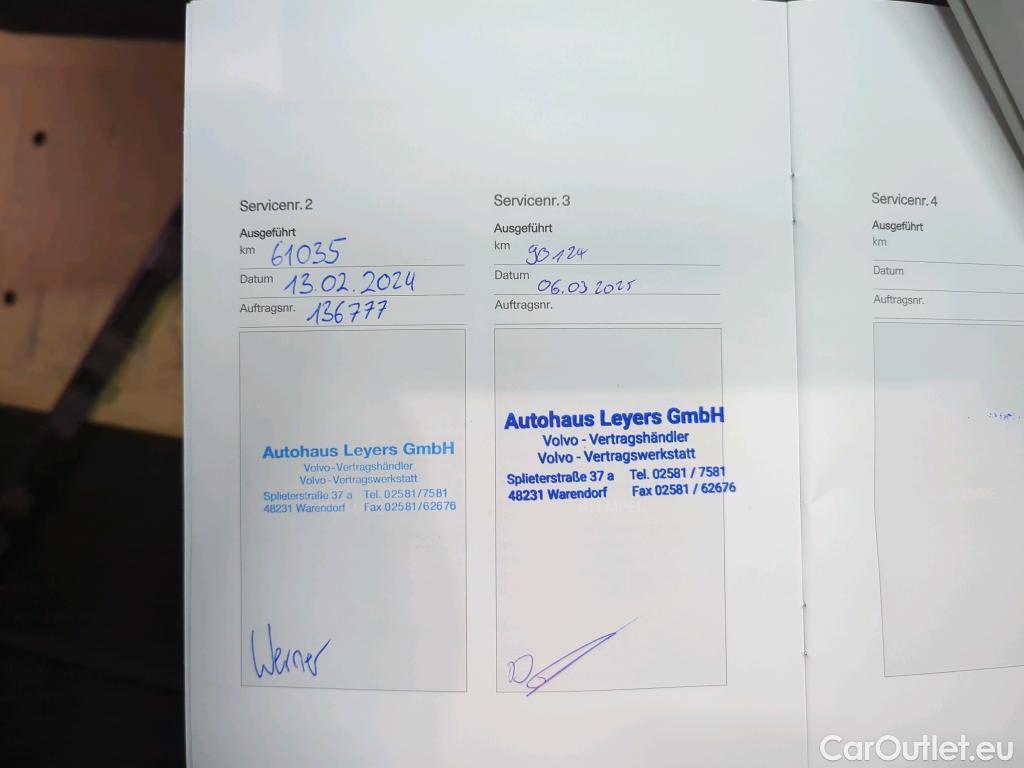 Servicenr. 2
Ausgeführt
km 61035
Datum 13.02.2024
Auftragsnr. 136777
Autohaus Leyers GmbH
Volvo - Vertragshändler
Volvo - Vertragswerkstatt
Splieterstraße 37 a Tel. 02581/7581
48231 Warendorf Fax 02581/62676
Werner
Servicenr. 3
Ausgeführt
km 90124
Datum 06.03 2025
Auftragsnr.
Autohaus Leyers GmbH
Volvo - Vertragshändler
Volvo - Vertragswerkstatt
Splieterstraße 37 a Tel. 02581 / 7581
48231 Warendorf Fax 02581 / 62676
STEMPEL
Servicenr. 4
Ausgeführt
km
Datum
Auftragsnr.
CarOutlet.eu